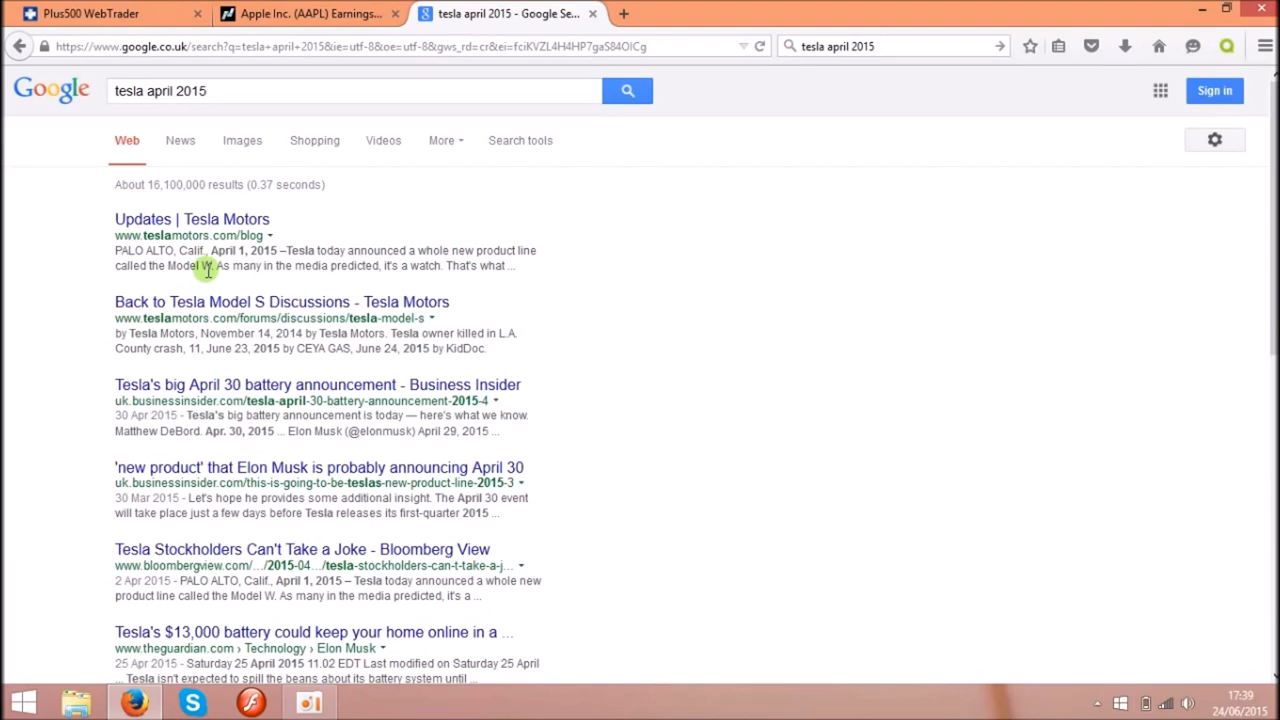 Plus500 WebTrader
Apple Inc. (AAPL) Earnings...
tesla april 2015 - Google Se...
https://www.google.co.uk/search?q=tesla+april+2015&ie=utf-8&oe=utf-8&gws_rd=cr&ei=fciKVZL4H4HP7gaS84OICg
tesla april 2015
Google
tesla april 2015
Sign in
Web News Images Shopping Videos More Search tools
About 16,100,000 results (0.37 seconds)
Updates | Tesla Motors
www.teslamotors.com/blog
PALO ALTO, Calif., April 1, 2015 –Tesla today announced a whole new product line
called the Model W. As many in the media predicted, it's a watch. That's what ...
Back to Tesla Model S Discussions - Tesla Motors
www.teslamotors.com/forums/discussions/tesla-model-s
by Tesla Motors, November 14, 2014 by Tesla Motors. Tesla owner killed in L.A.
County crash, 11, June 23, 2015 by CEYA GAS, June 24, 2015 by KidDoc.
Tesla's big April 30 battery announcement - Business Insider
uk.businessinsider.com/tesla-april-30-battery-announcement-2015-4
30 Apr 2015 - Tesla's big battery announcement is today — here's what we know.
Matthew DeBord. Apr. 30, 2015 ... Elon Musk (@elonmusk) April 29, 2015 ...
'new product' that Elon Musk is probably announcing April 30
uk.businessinsider.com/this-is-going-to-be-teslas-new-product-line-2015-3
30 Mar 2015 - Let's hope he provides some additional insight. The April 30 event
will take place just a few days before Tesla releases its first-quarter 2015 ...
Tesla Stockholders Can't Take a Joke - Bloomberg View
www.bloombergview.com/.../2015-04.../tesla-stockholders-can-t-take-a-j...
2 Apr 2015 - PALO ALTO, Calif., April 1, 2015 – Tesla today announced a whole new
product line called the Model W. As many in the media predicted, it's a ...
Tesla's $13,000 battery could keep your home online in a ...
www.theguardian.com › Technology › Elon Musk
25 Apr 2015 - Saturday 25 April 2015 11.02 EDT Last modified on Saturday 25 April
... Tesla isn't expected to spill the beans about its battery system until ...
17:39
24/06/2015